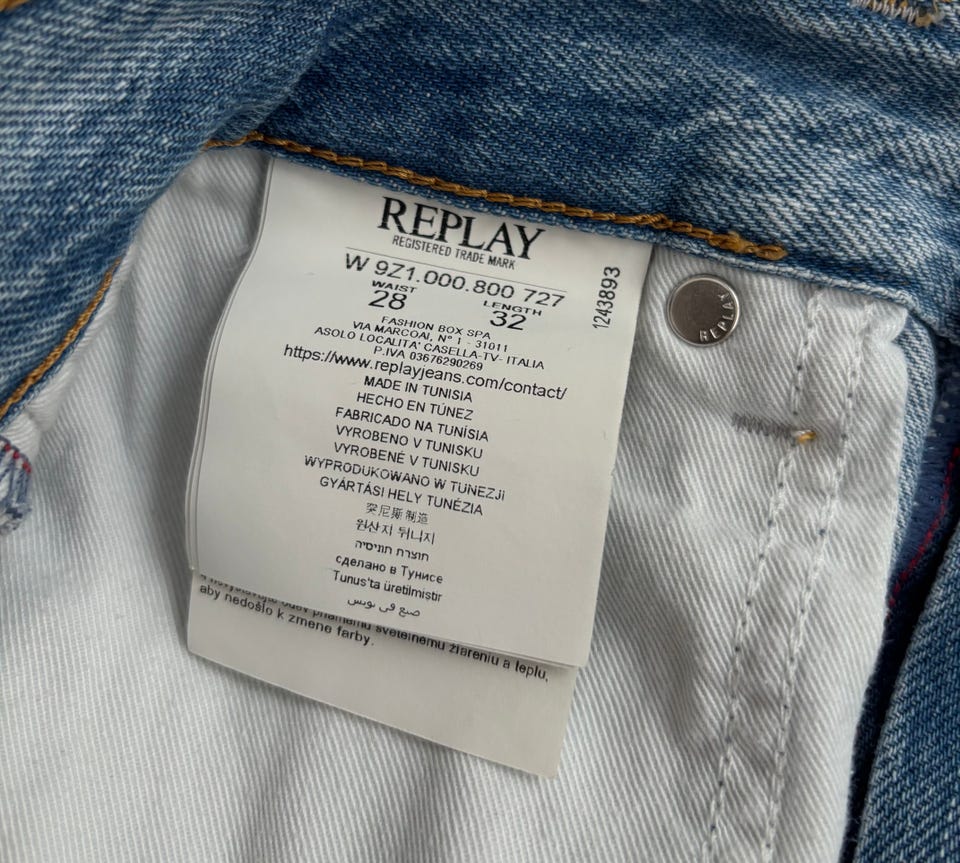 REPLAY
REGISTERED TRADE MARK
W 9Z1.000.800 727
WAIST LENGTH
28 32
FASHION BOX SPA
VIA MARCOAI, N° 1 - 31011
ASOLO LOCALITA' CASELLA-TV- ITALIA
P.IVA 03676290269
https://www.replayjeans.com/contact/
MADE IN TUNISIA
HECHO EN TÚNEZ
FABRICADO NA TUNÍSIA
VYROBENO V TUNISKU
VYROBENÉ V TUNISKU
WYPRODUKOWANO W TUNEZJI
GYÁRTÁSI HELY TUNÉZIA
突尼斯制造
원산지 튀니지
תוצרת תוניסיה
сделано в Тунисе
Tunus'ta üretilmistir
صنع في تونس
1243893
svetelnému žiareniu a teplu,
aby nedošlo k zmene farby.
REPLAY